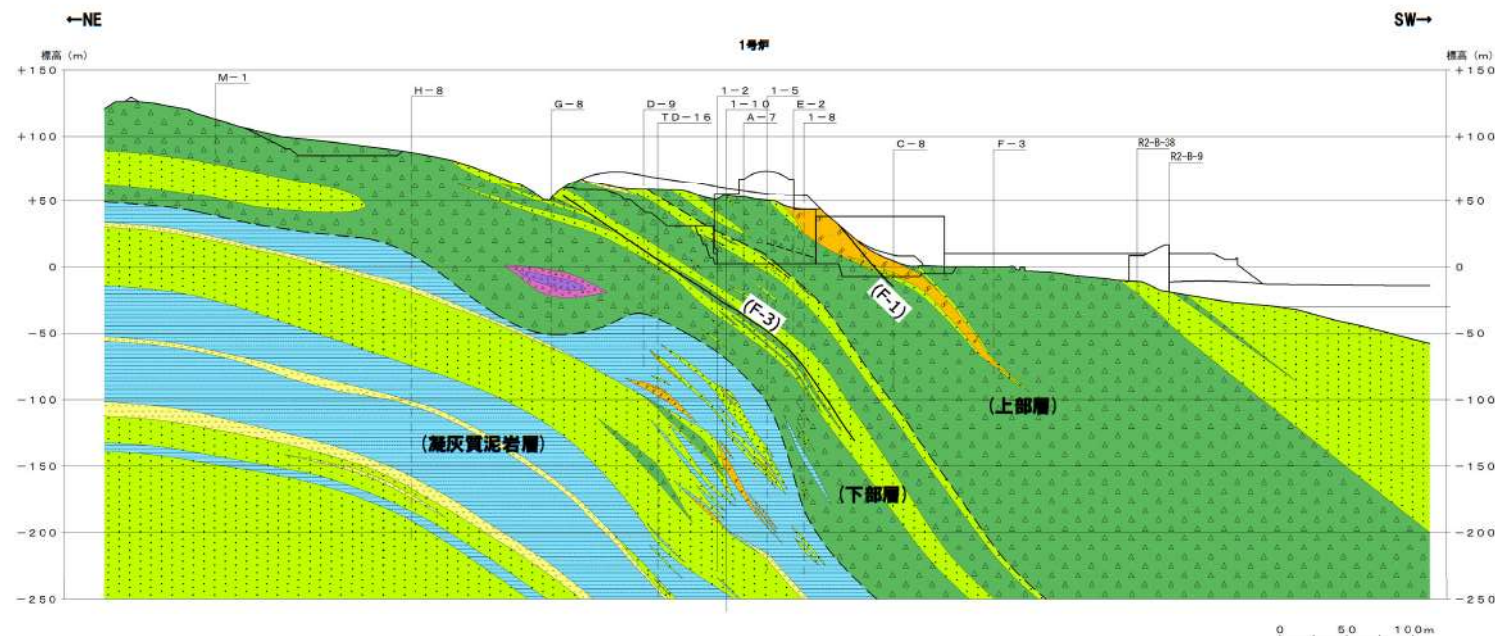 ←NE
SW→
1号炉
標高（m）
標高（m）
+150
+150
M-1
H-8
G-8
D-9
TD-16
1-2
1-10
1-5
A-7
E-2
1-8
C-8
F-3
R2-B-38
R2-B-9
+100
+100
+50
+50
0
0
(F-3)
(F-1)
-50
-50
-100
-100
(上部層)
(凝灰質泥岩層)
-150
-150
(下部層)
-200
-200
-250
-250
0 50 100m